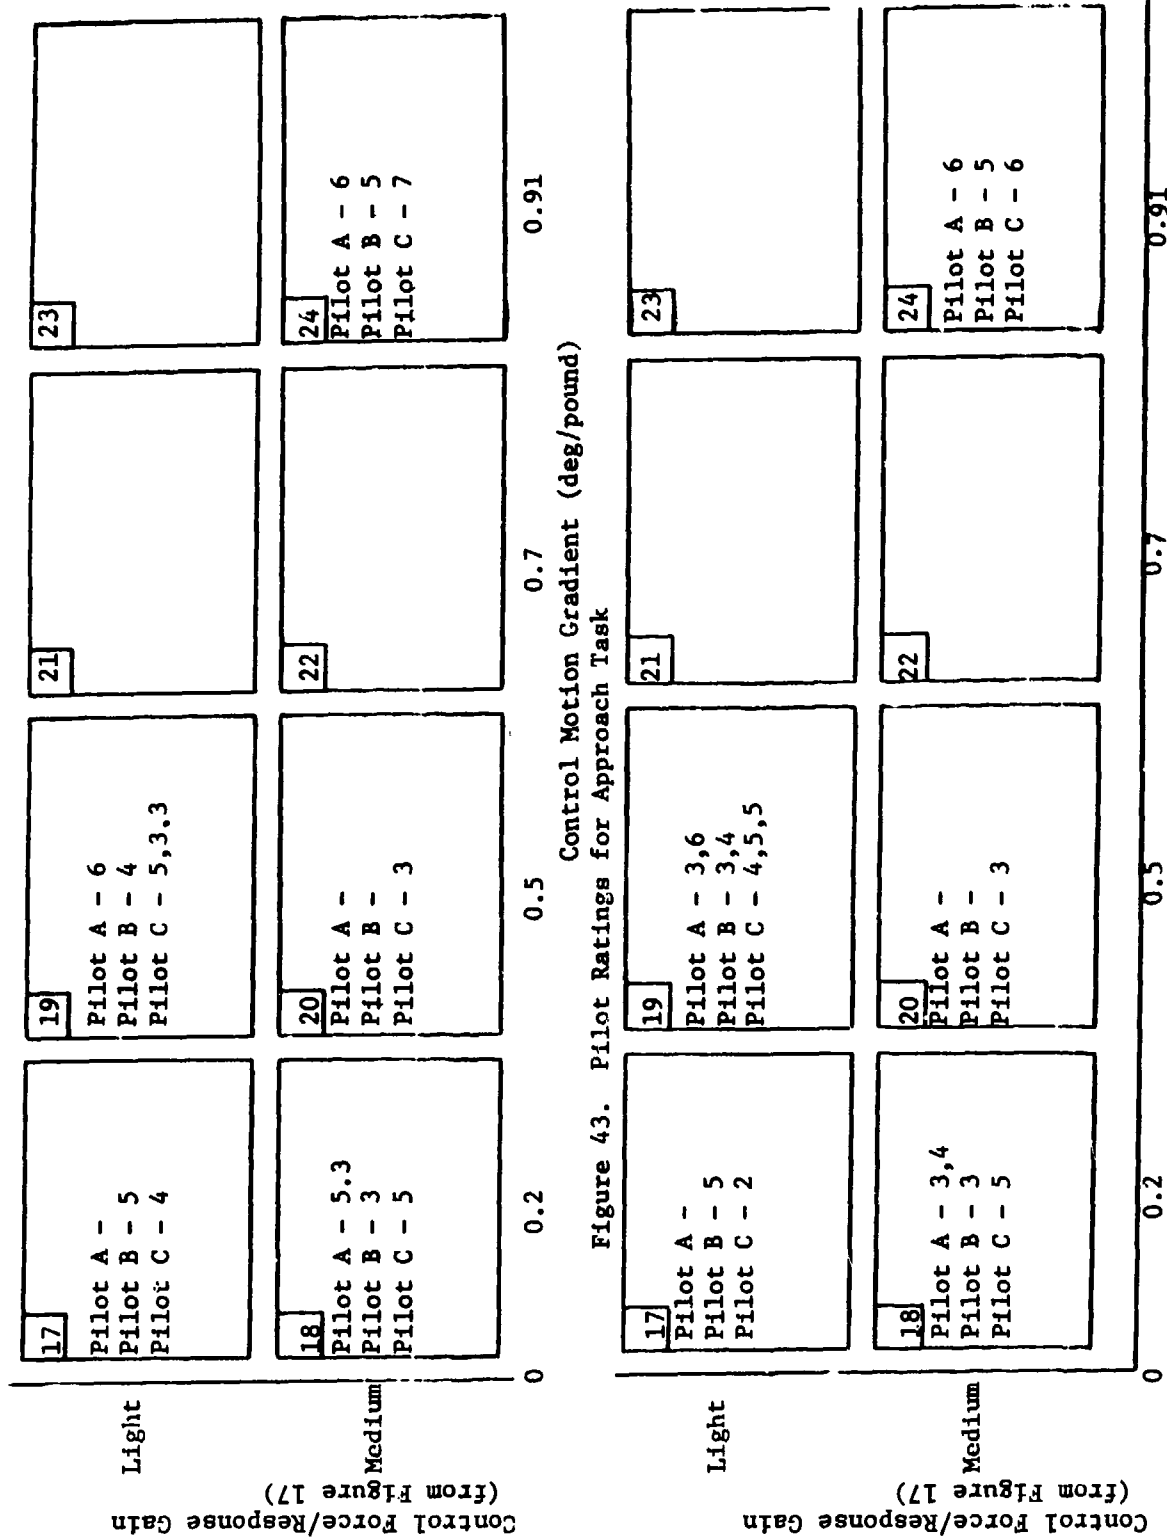 Control Force/Response Gain
(from Figure 17)
Light
17
Pilot A -
Pilot B - 5
Pilot C - 4
19
Pilot A - 6
Pilot B - 4
Pilot C - 5,3,3
21
23
Medium
18
Pilot A - 5.3
Pilot B - 3
Pilot C - 5
20
Pilot A -
Pilot B -
Pilot C - 3
22
24
Pilot A - 6
Pilot B - 5
Pilot C - 7
0
0.2
0.5
0.7
0.91
Control Motion Gradient (deg/pound)
Figure 43. Pilot Ratings for Approach Task
Control Force/Response Gain
(from Figure 17)
Light
17
Pilot A -
Pilot B - 5
Pilot C - 2
19
Pilot A - 3,6
Pilot B - 3,4
Pilot C - 4,5,5
21
23
Medium
18
Pilot A - 3,4
Pilot B - 3
Pilot C - 5
20
Pilot A -
Pilot B -
Pilot C - 3
22
24
Pilot A - 6
Pilot B - 5
Pilot C - 6
0
0.2
0.5
0.7
0.91